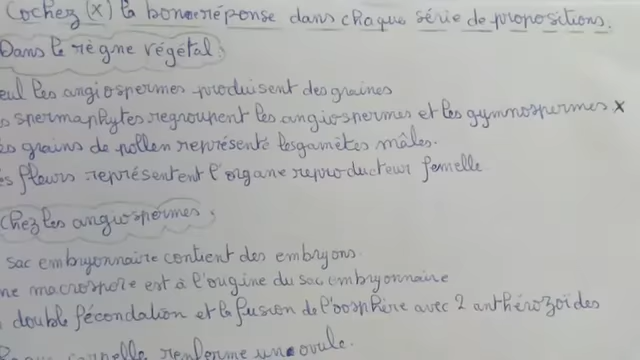 Cochez (x) la bonne réponse dans chaque série de propositions.
Dans le règne végétal:
eul les angiospermes produisent des graines
s spermaphytes regroupent les angiospermes et les gymnospermes x
es grains de pollen représenté les gamètes mâles.
es fleurs représentent l'organe reproducteur femelle
Chez les angiospermes,
sac embryonnaire contient des embryons
ne macrospore est à l'origine du sac embryonnaire
double fécondation et la fusion de l'oosphère avec 2 anthérozoïdes
renferme un ovule.